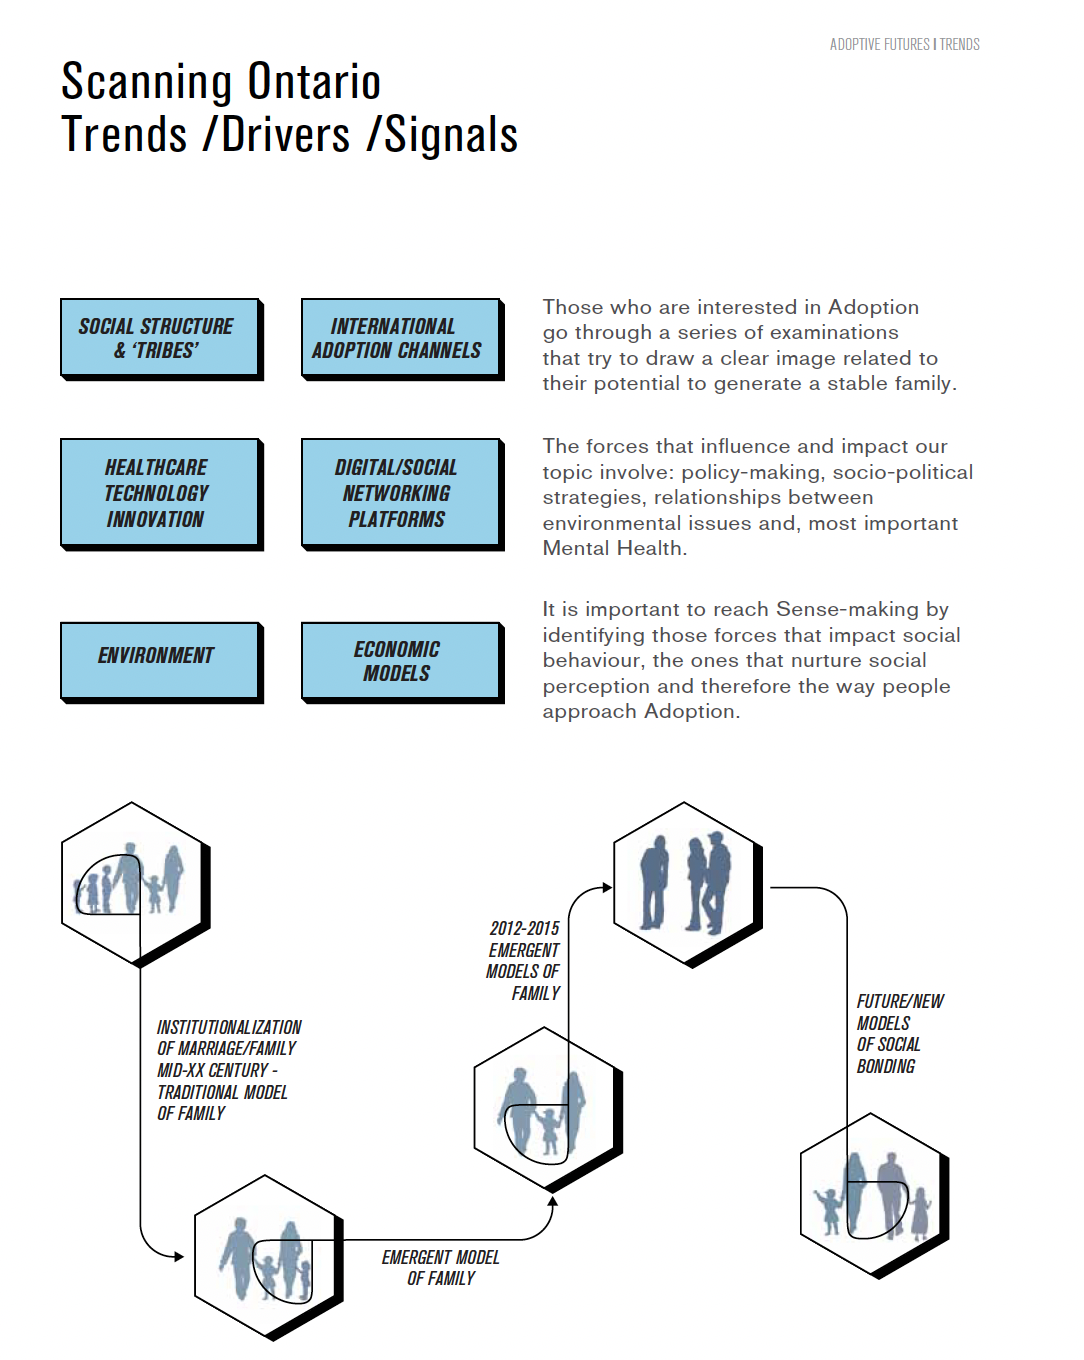 ADOPTIVE FUTURES | TRENDS
Scanning Ontario
Trends /Drivers /Signals
SOCIAL STRUCTURE
& ‘TRIBES’
INTERNATIONAL
ADOPTION CHANNELS
Those who are interested in Adoption
go through a series of examinations
that try to draw a clear image related to
their potential to generate a stable family.
HEALTHCARE
TECHNOLOGY
INNOVATION
DIGITAL/SOCIAL
NETWORKING
PLATFORMS
The forces that influence and impact our
topic involve: policy-making, socio-political
strategies, relationships between
environmental issues and, most important
Mental Health.
ENVIRONMENT
ECONOMIC
MODELS
It is important to reach Sense-making by
identifying those forces that impact social
behaviour, the ones that nurture social
perception and therefore the way people
approach Adoption.
INSTITUTIONALIZATION
OF MARRIAGE/FAMILY
MID-XX CENTURY -
TRADITIONAL MODEL
OF FAMILY
EMERGENT MODEL
OF FAMILY
2012-2015
EMERGENT
MODELS OF
FAMILY
FUTURE/NEW
MODELS
OF SOCIAL
BONDING